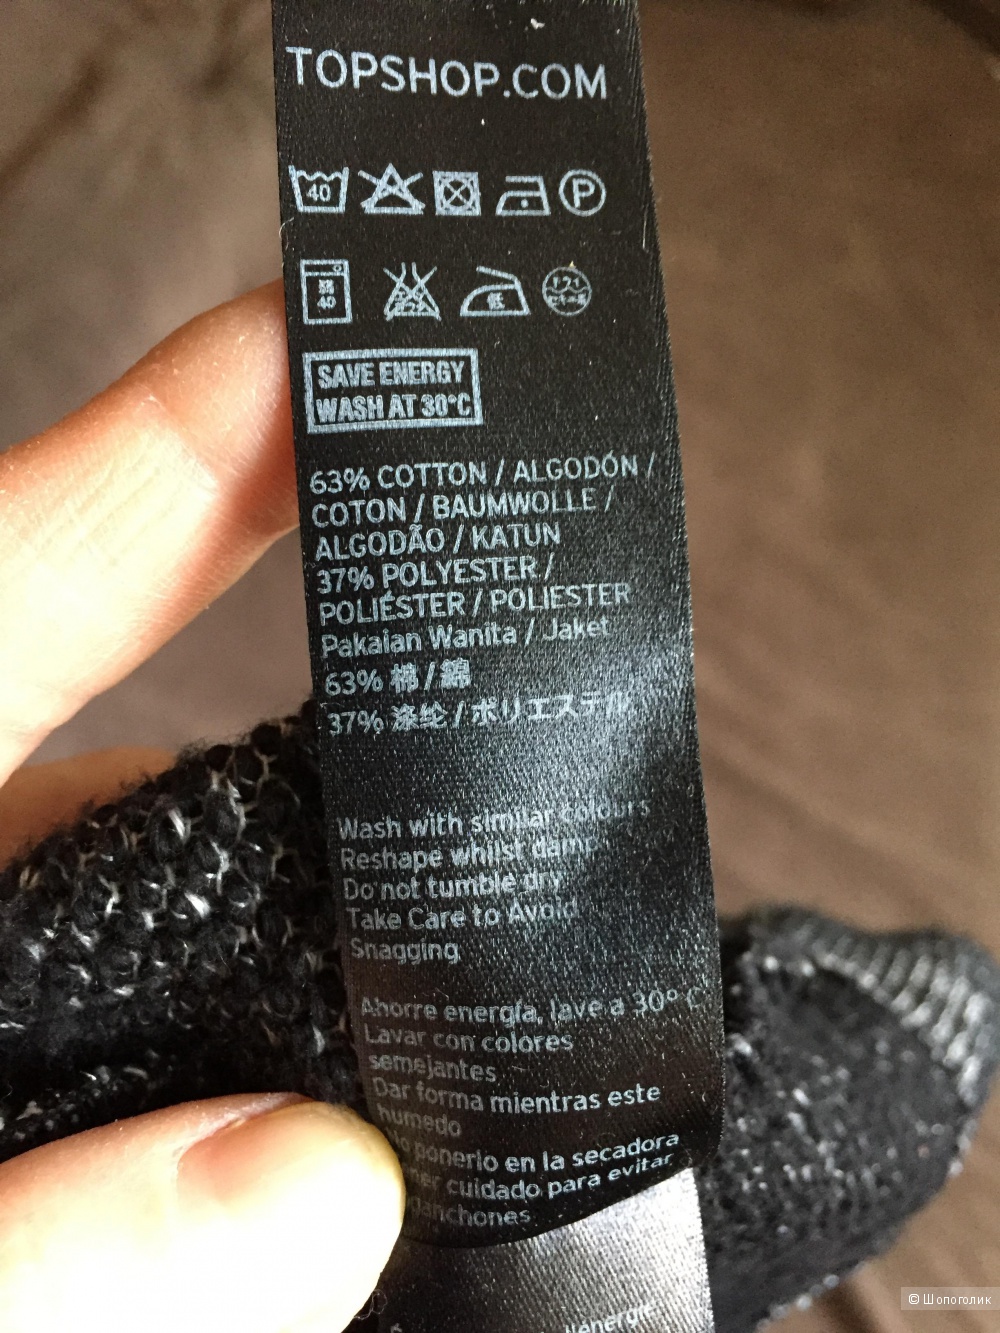 TOPSHOP.COM
40
P
40
低
SAVE ENERGY
WASH AT 30°C
63% COTTON / ALGODÓN /
COTON / BAUMWOLLE /
ALGODÃO / KATUN
37% POLYESTER /
POLIÉSTER / POLIESTER
Pakaian Wanita / Jaket
63% 棉 / 綿
37% 涤纶 / ポリエステル
Wash with similar colours
Reshape whilst damp
Do not tumble dry
Take Care to Avoid
Snagging
Ahorre energía, lave a 30° C
Lavar con colores
semejantes
Dar forma mientras este
humedo
ponerlo en la secadora
cuidado para evitar
© Шопоголик